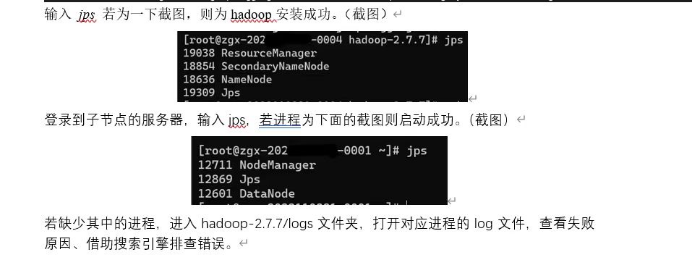 输入 jps 若为一下截图，则为 hadoop 安装成功。（截图）
[root@zgx-202 -0004 hadoop-2.7.7]# jps
19038 ResourceManager
18854 SecondaryNameNode
18636 NameNode
19309 Jps
登录到子节点的服务器，输入 jps，若进程为下面的截图则启动成功。（截图）
[root@zgx-202 -0001 ~]# jps
12711 NodeManager
12869 Jps
12601 DataNode
若缺少其中的进程，进入 hadoop-2.7.7/logs 文件夹，打开对应进程的 log 文件，查看失败
原因、借助搜索引擎排查错误。